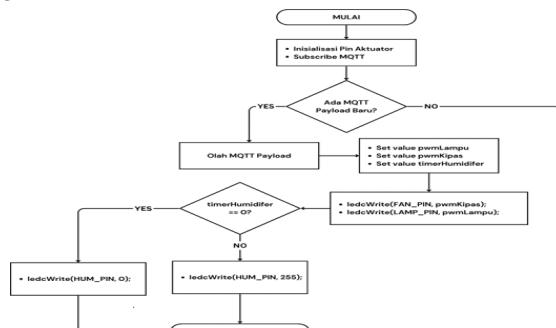 MULAI
• Inisialisasi Pin Aktuator
• Subscribe MQTT
Ada MQTT
Payload Baru?
YES
NO
Olah MQTT Payload
• Set value pwmLampu
• Set value pwmKipas
• Set value timerHumidifer
• ledcWrite(FAN_PIN, pwmKipas);
• ledcWrite(LAMP_PIN, pwmLampu);
timerHumidifer
== 0?
YES
NO
• ledcWrite(HUM_PIN, 0);
• ledcWrite(HUM_PIN, 255);